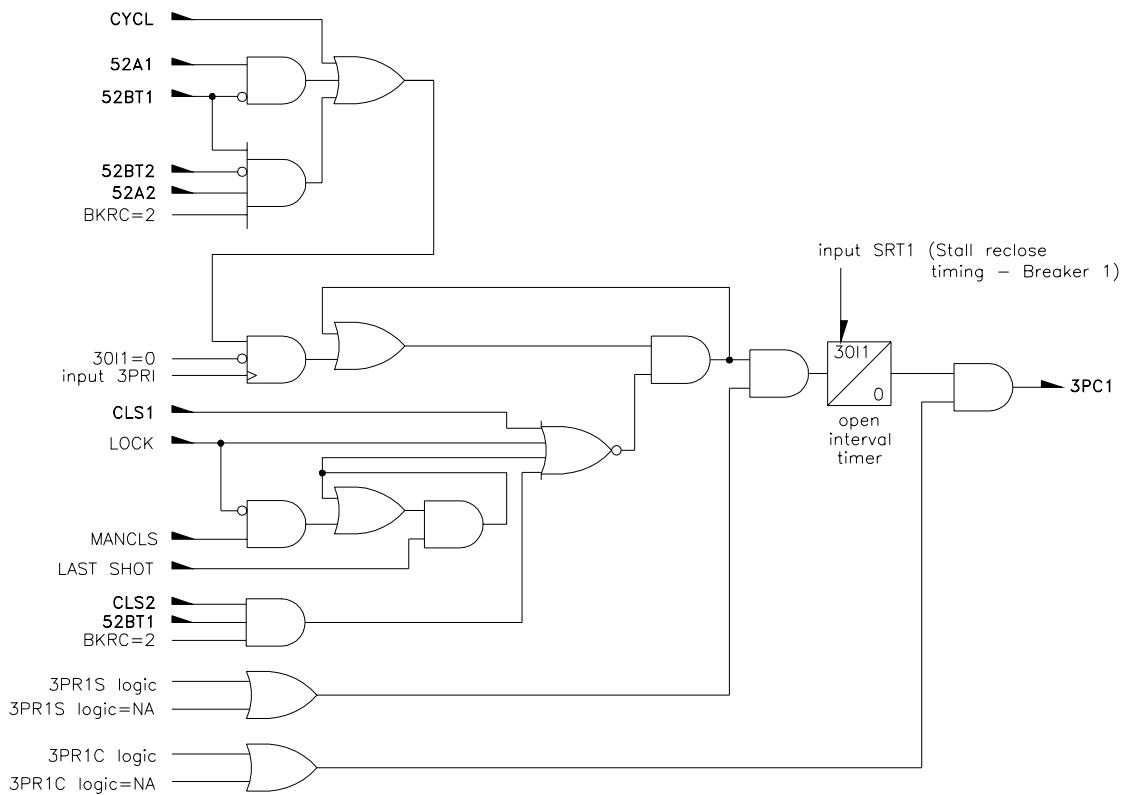 CYCL
52A1
52BT1
52BT2
52A2
BKRC=2
input SRT1 (Stall reclose
timing – Breaker 1)
3OI1=0
input 3PRI
3OI1
0
open
interval
timer
3PC1
CLS1
LOCK
MANCLS
LAST SHOT
CLS2
52BT1
BKRC=2
3PR1S logic
3PR1S logic=NA
3PR1C logic
3PR1C logic=NA